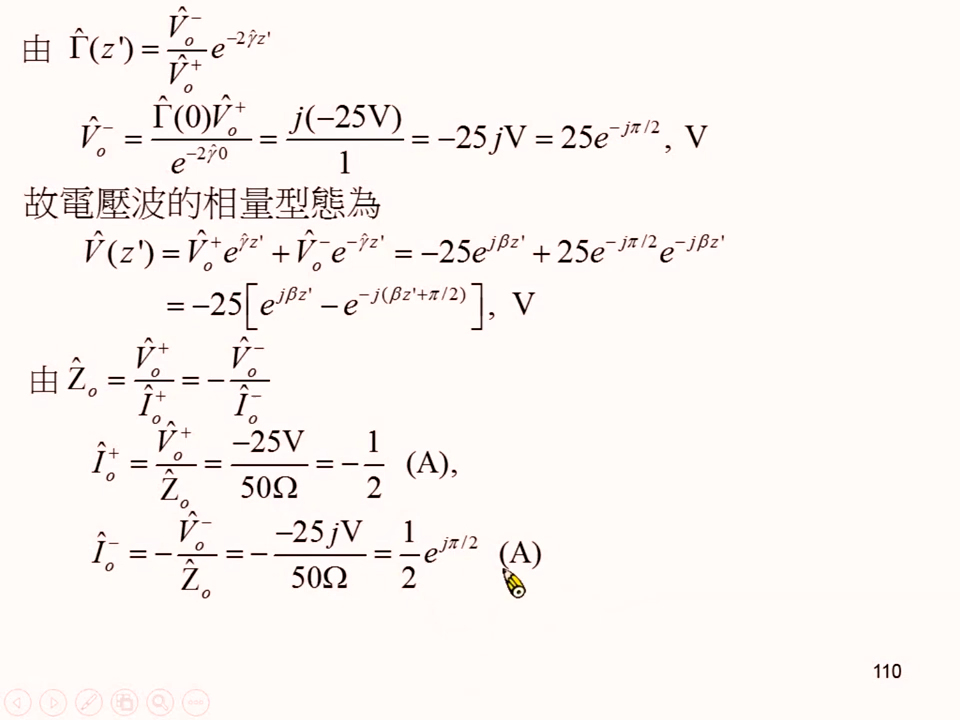 由 Γ̂(z') = V̂ₒ⁻ / V̂ₒ⁺ e^{-2γ̂z'}
V̂ₒ⁻ = Γ̂(0)V̂ₒ⁺ / e^{-2γ̂0} = j(−25V) / 1 = −25jV = 25e^{−jπ/2}, V
故電壓波的相量型態為
V̂(z') = V̂ₒ⁺e^{γ̂z'} + V̂ₒ⁻e^{−γ̂z'} = −25e^{jβz'} + 25e^{−jπ/2}e^{−jβz'}
= −25[e^{jβz'} − e^{−j(βz'+π/2)}], V
由 Ẑₒ = V̂ₒ⁺ / Îₒ⁺ = − V̂ₒ⁻ / Îₒ⁻
Îₒ⁺ = V̂ₒ⁺ / Ẑₒ = −25V / 50Ω = − 1 / 2 (A),
Îₒ⁻ = − V̂ₒ⁻ / Ẑₒ = − −25jV / 50Ω = 1 / 2 e^{jπ/2} (A)
110